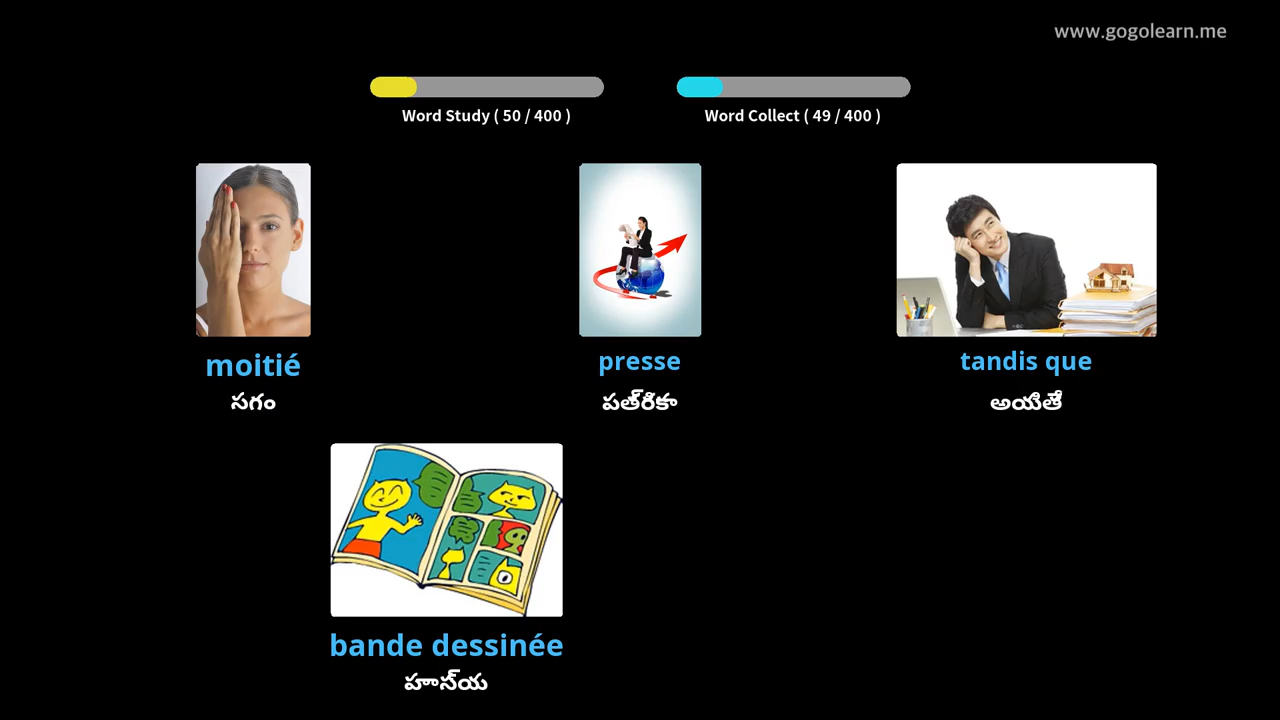 www.gogolearn.me
Word Study ( 50 / 400 )
Word Collect ( 49 / 400 )
moitié
presse
tandis que
సగం
పత్రికా
అయితే
bande dessinée
హాస్య